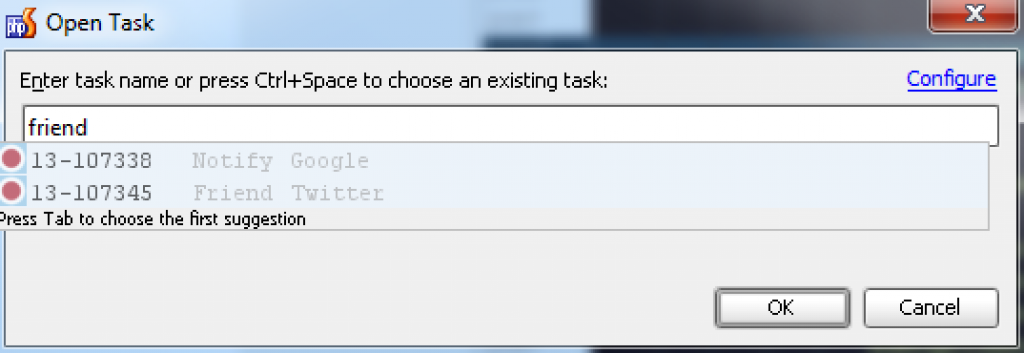 Open Task
Enter task name or press Ctrl+Space to choose an existing task: Configure
friend
13-107338 Notify Google
13-107345 Friend Twitter
Press Tab to choose the first suggestion
OK Cancel